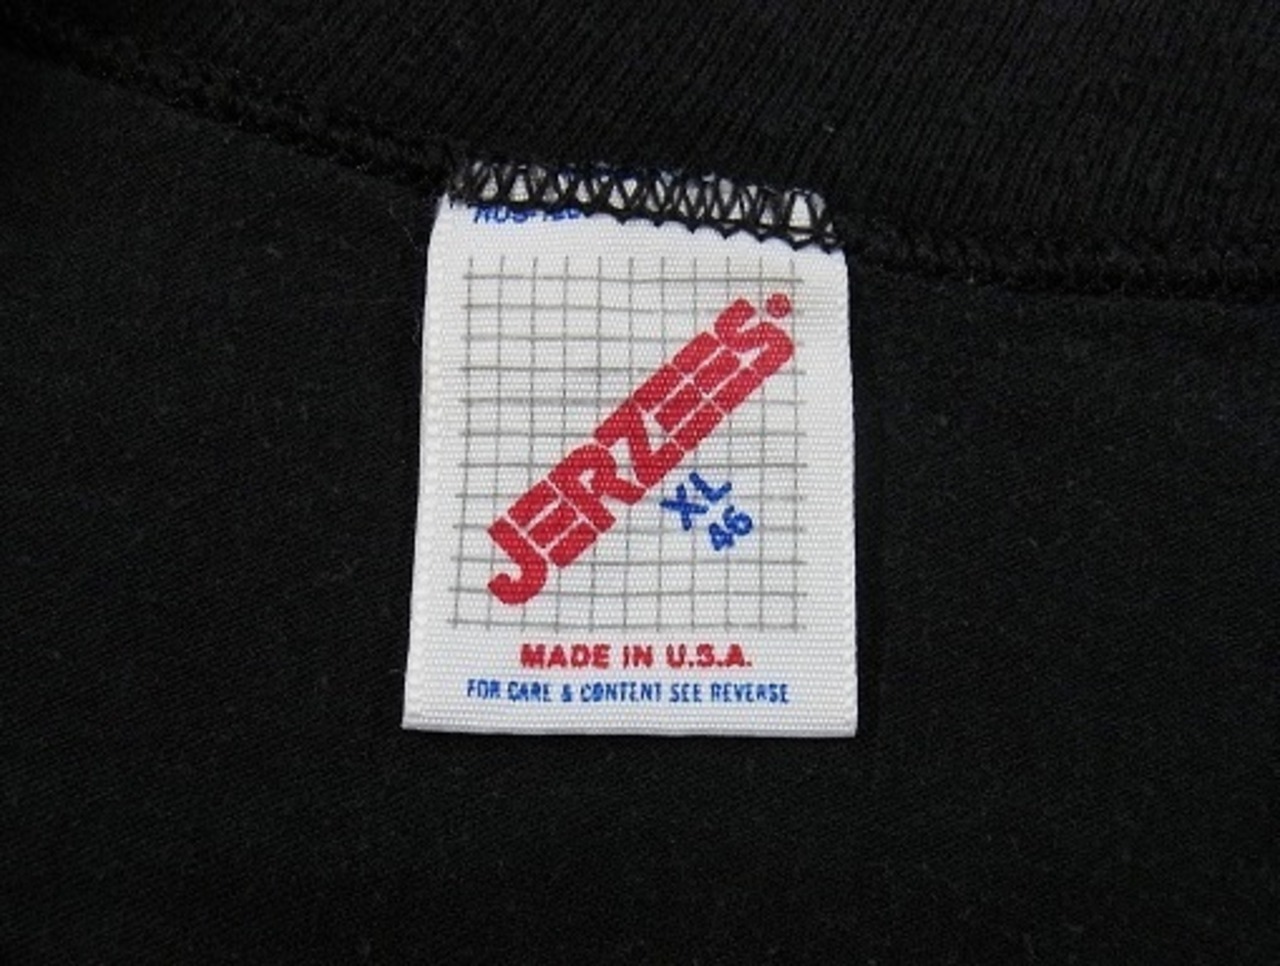 JERZEES®
XL
46
MADE IN U.S.A.
FOR CARE & CONTENT SEE REVERSE